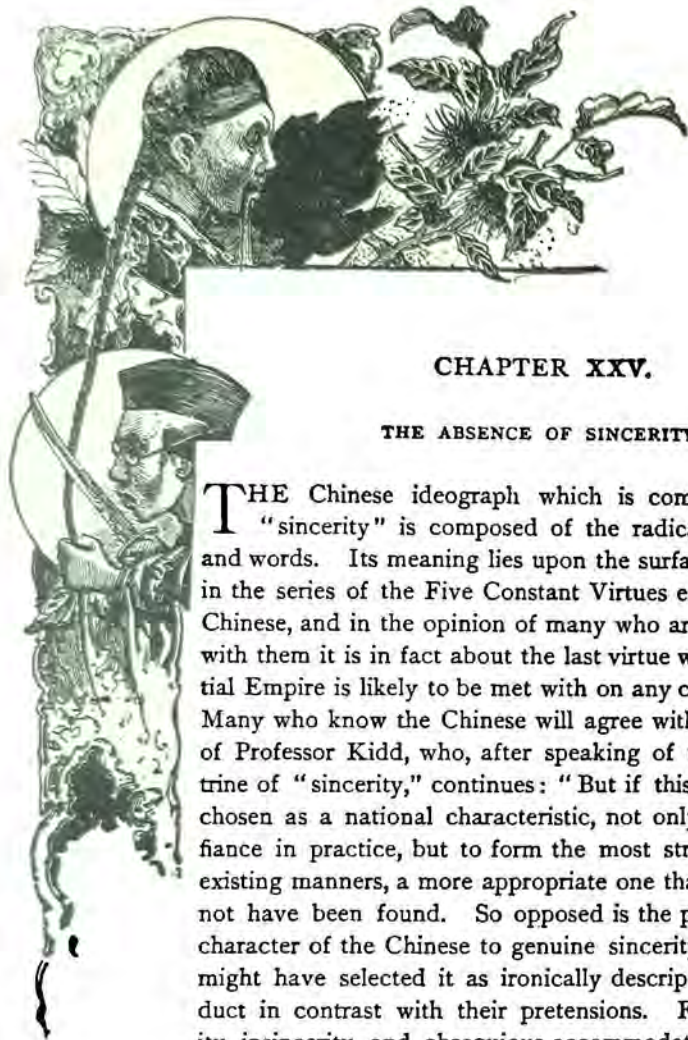 CHAPTER XXV.
THE ABSENCE OF SINCERITY
THE Chinese ideograph which is com
"sincerity" is composed of the radic
and words. Its meaning lies upon the surfa
in the series of the Five Constant Virtues e
Chinese, and in the opinion of many who ar
with them it is in fact about the last virtue w
tial Empire is likely to be met with on any c
Many who know the Chinese will agree with
of Professor Kidd, who, after speaking of
trine of "sincerity," continues: "But if this
chosen as a national characteristic, not onl
fiance in practice, but to form the most str
existing manners, a more appropriate one tha
not have been found. So opposed is the p
character of the Chinese to genuine sincerit
might have selected it as ironically descrip
duct in contrast with their pretensions. F